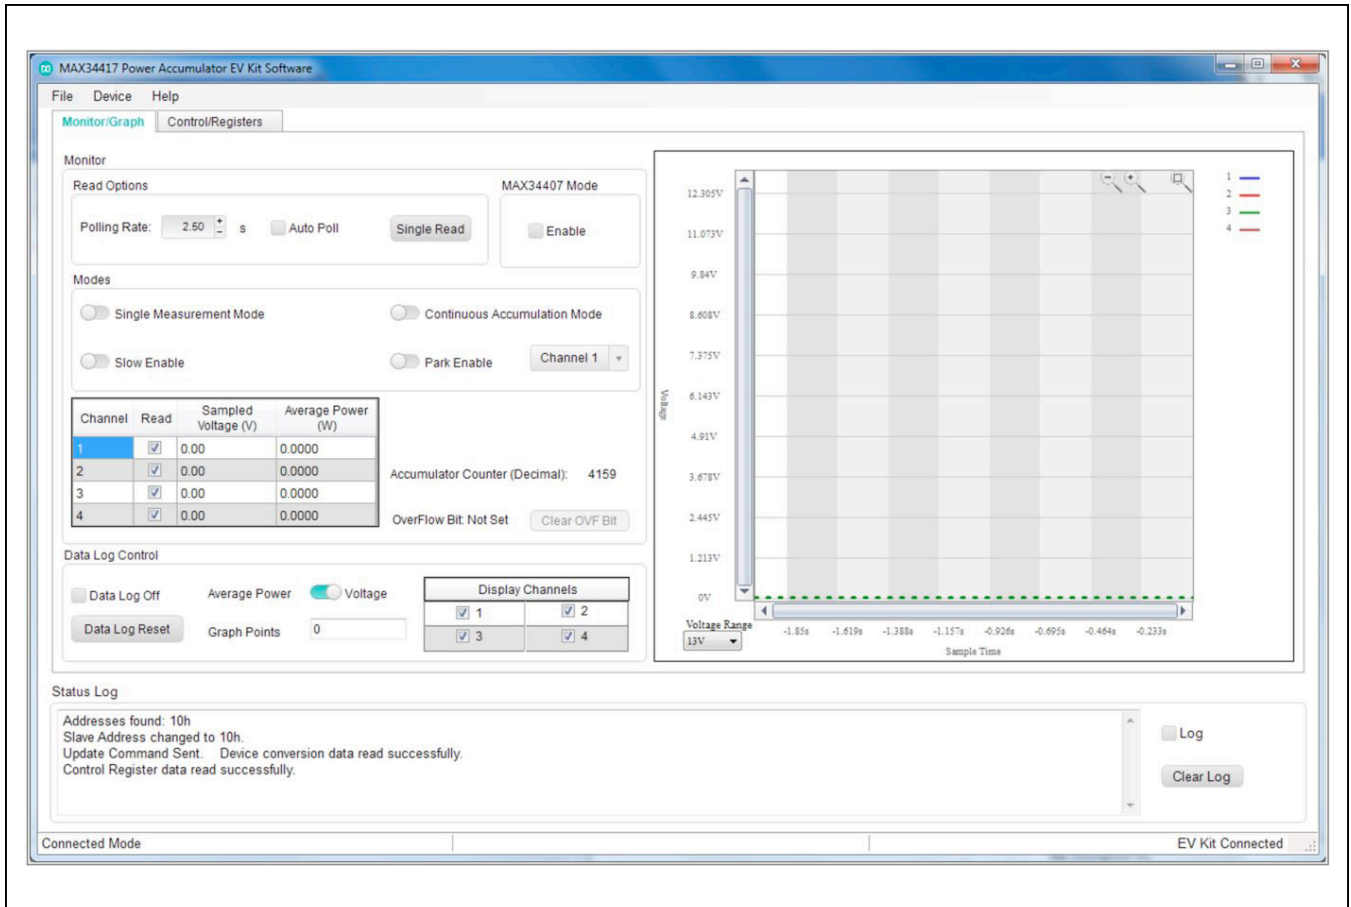 MAX34417 Power Accumulator EV Kit Software
File Device Help
Monitor/Graph Control/Registers
Monitor
Read Options
MAX34407 Mode
Polling Rate: 2.50 + - s Auto Poll Single Read
Enable
Modes
Single Measurement Mode Continuous Accumulation Mode
Slow Enable Park Enable Channel 1
Channel Read Sampled Voltage (V) Average Power (W)
1 0.00 0.0000
2 0.00 0.0000
3 0.00 0.0000
4 0.00 0.0000
Accumulator Counter (Decimal): 4159
OverFlow Bit: Not Set Clear OVF Bit
Data Log Control
Data Log Off Average Power Voltage
Data Log Reset Graph Points 0
Display Channels
1 2
3 4
12.305V
11.073V
9.84V
8.608V
7.375V
6.143V
4.91V
3.678V
2.445V
1.213V
0V
Voltage
Voltage Range
13V
-1.85s -1.619s -1.388s -1.157s -0.926s -0.695s -0.464s -0.233s
Sample Time
1
2
3
4
Status Log
Addresses found: 10h
Slave Address changed to 10h.
Update Command Sent. Device conversion data read successfully.
Control Register data read successfully.
Log
Clear Log
Connected Mode EV Kit Connected